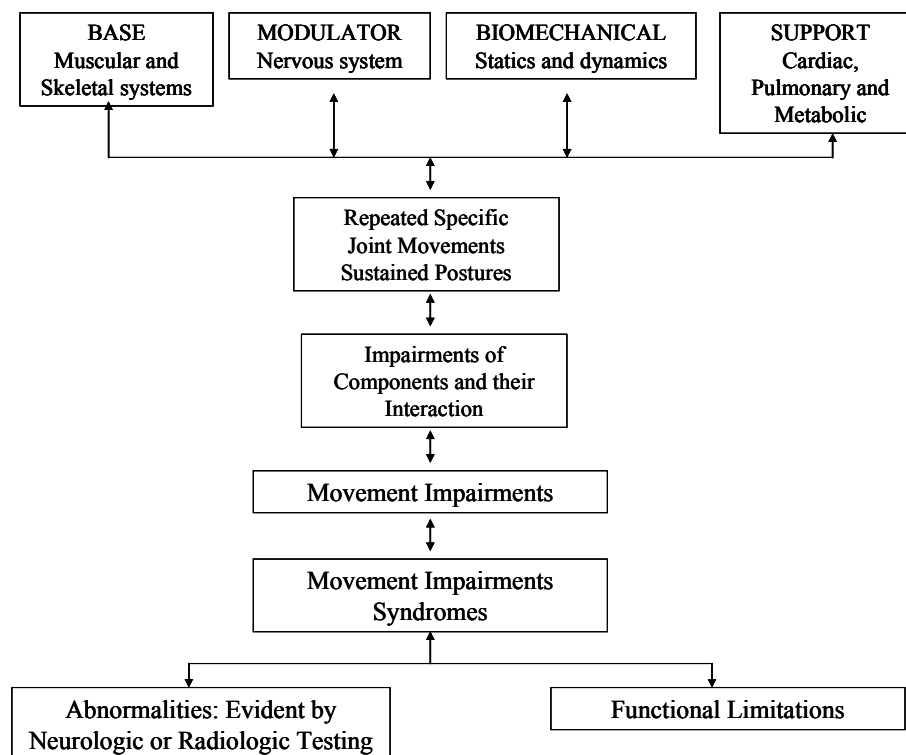 BASE
Muscular and
Skeletal systems
MODULATOR
Nervous system
BIOMECHANICAL
Statics and dynamics
SUPPORT
Cardiac,
Pulmonary and
Metabolic
Repeated Specific
Joint Movements
Sustained Postures
Impairments of
Components and their
Interaction
Movement Impairments
Movement Impairments
Syndromes
Abnormalities: Evident by
Neurologic or Radiologic Testing
Functional Limitations